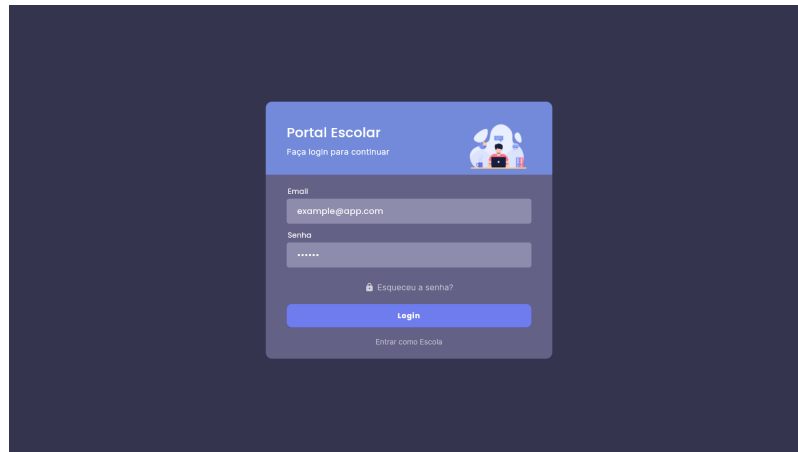 Portal Escolar
Faça login para continuar
Email
example@app.com
Senha
••••••
Esqueceu a senha?
Login
Entrar como Escola